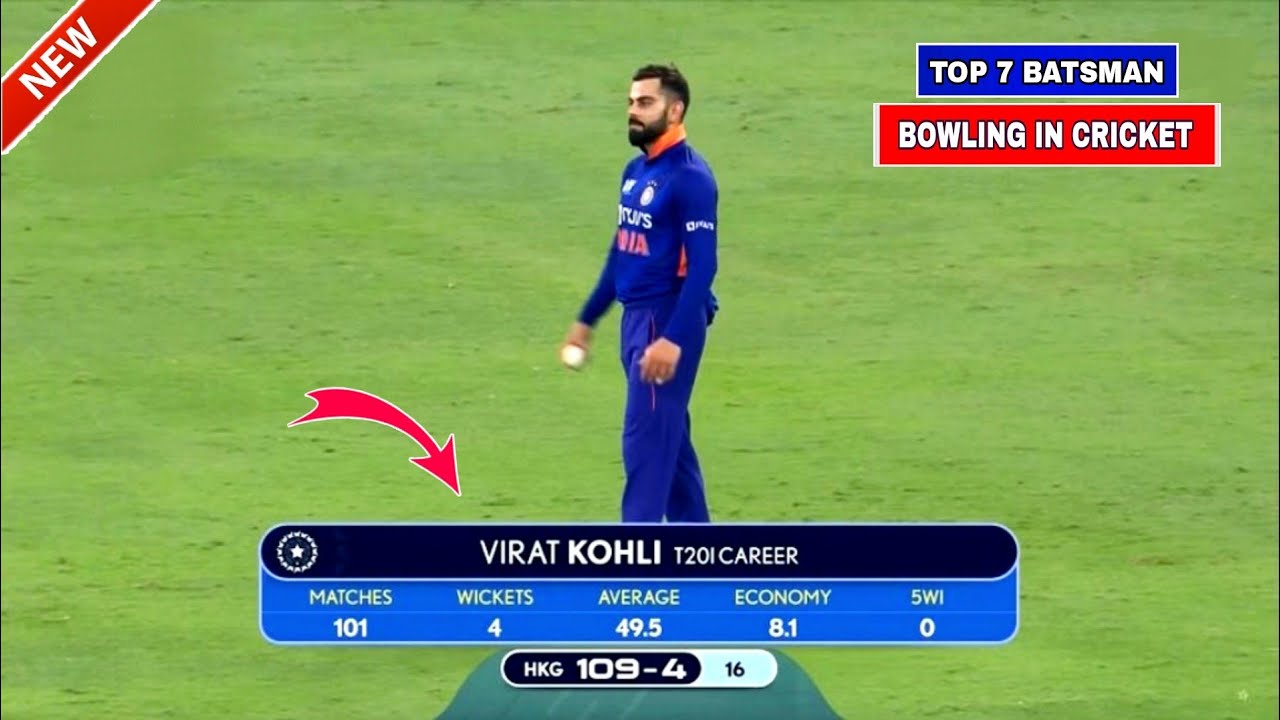 NEW
TOP 7 BATSMAN
BOWLING IN CRICKET
VIRAT KOHLI T20I CAREER
MATCHES WICKETS AVERAGE ECONOMY 5WI
101 4 49.5 8.1 0
HKG 109-4 16